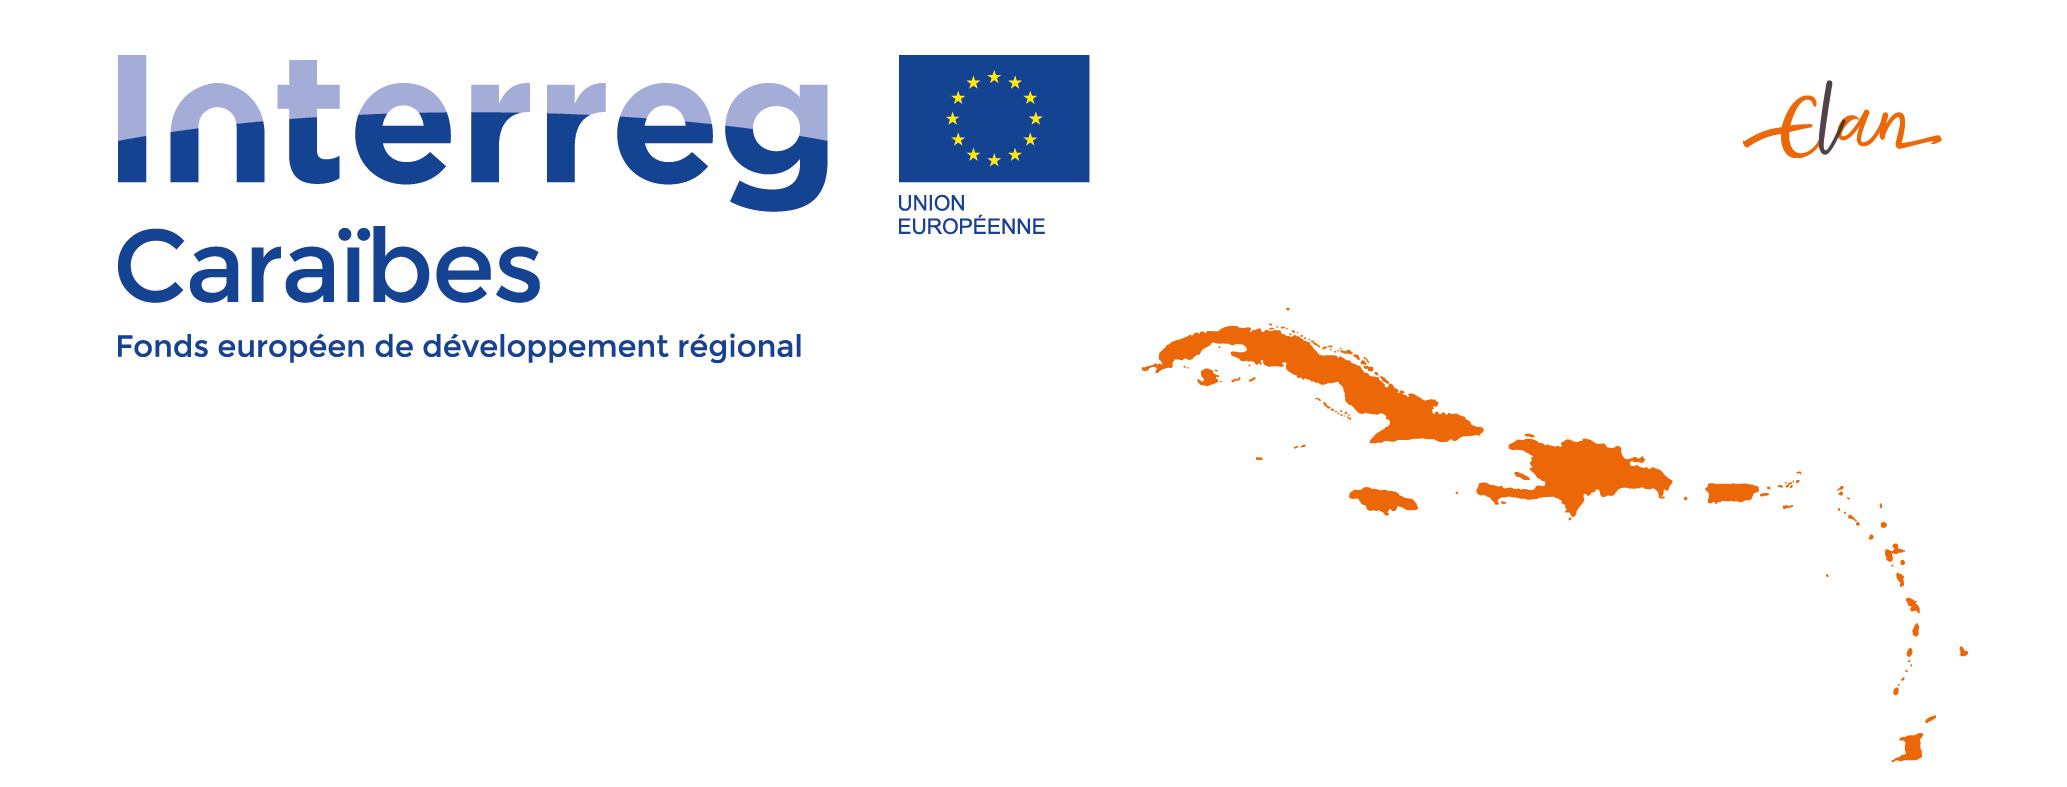 Interreg
Caraïbes
Fonds européen de développement régional
UNION
EUROPÉENNE
Elan